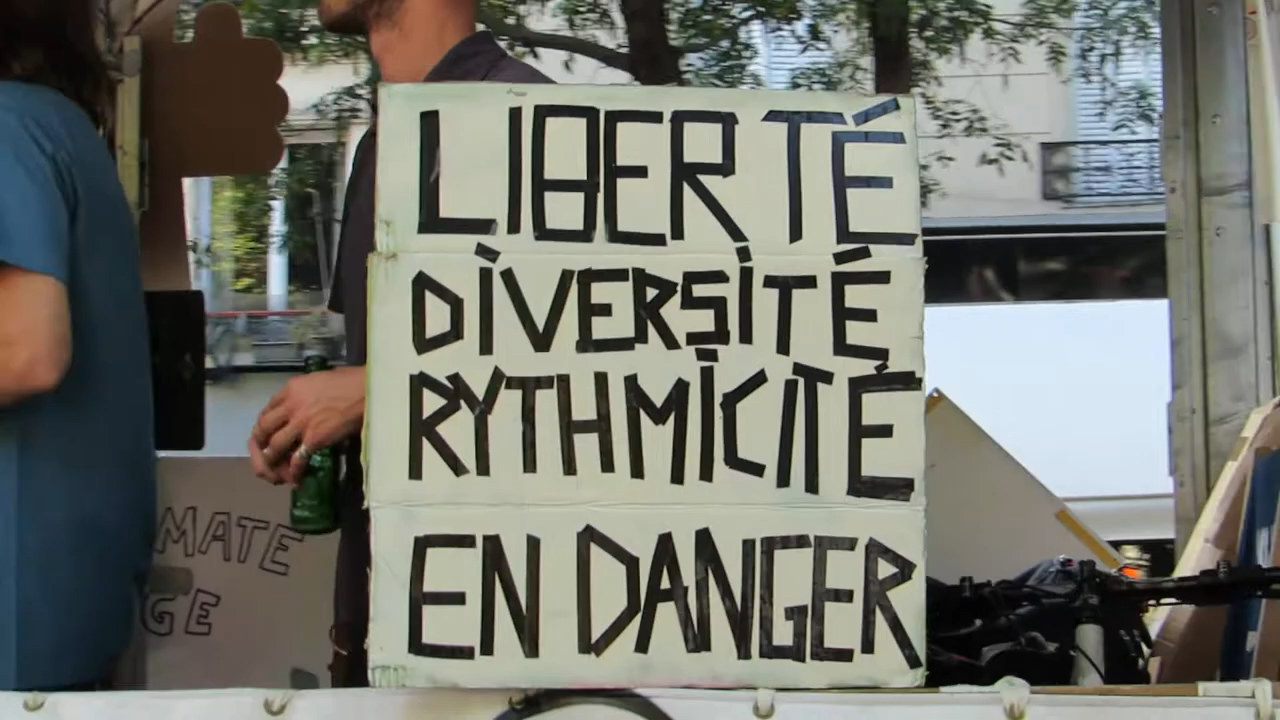 LIBERTÉ
DIVERSITÉ
RYTHMICITÉ
EN DANGER
MATE
GE